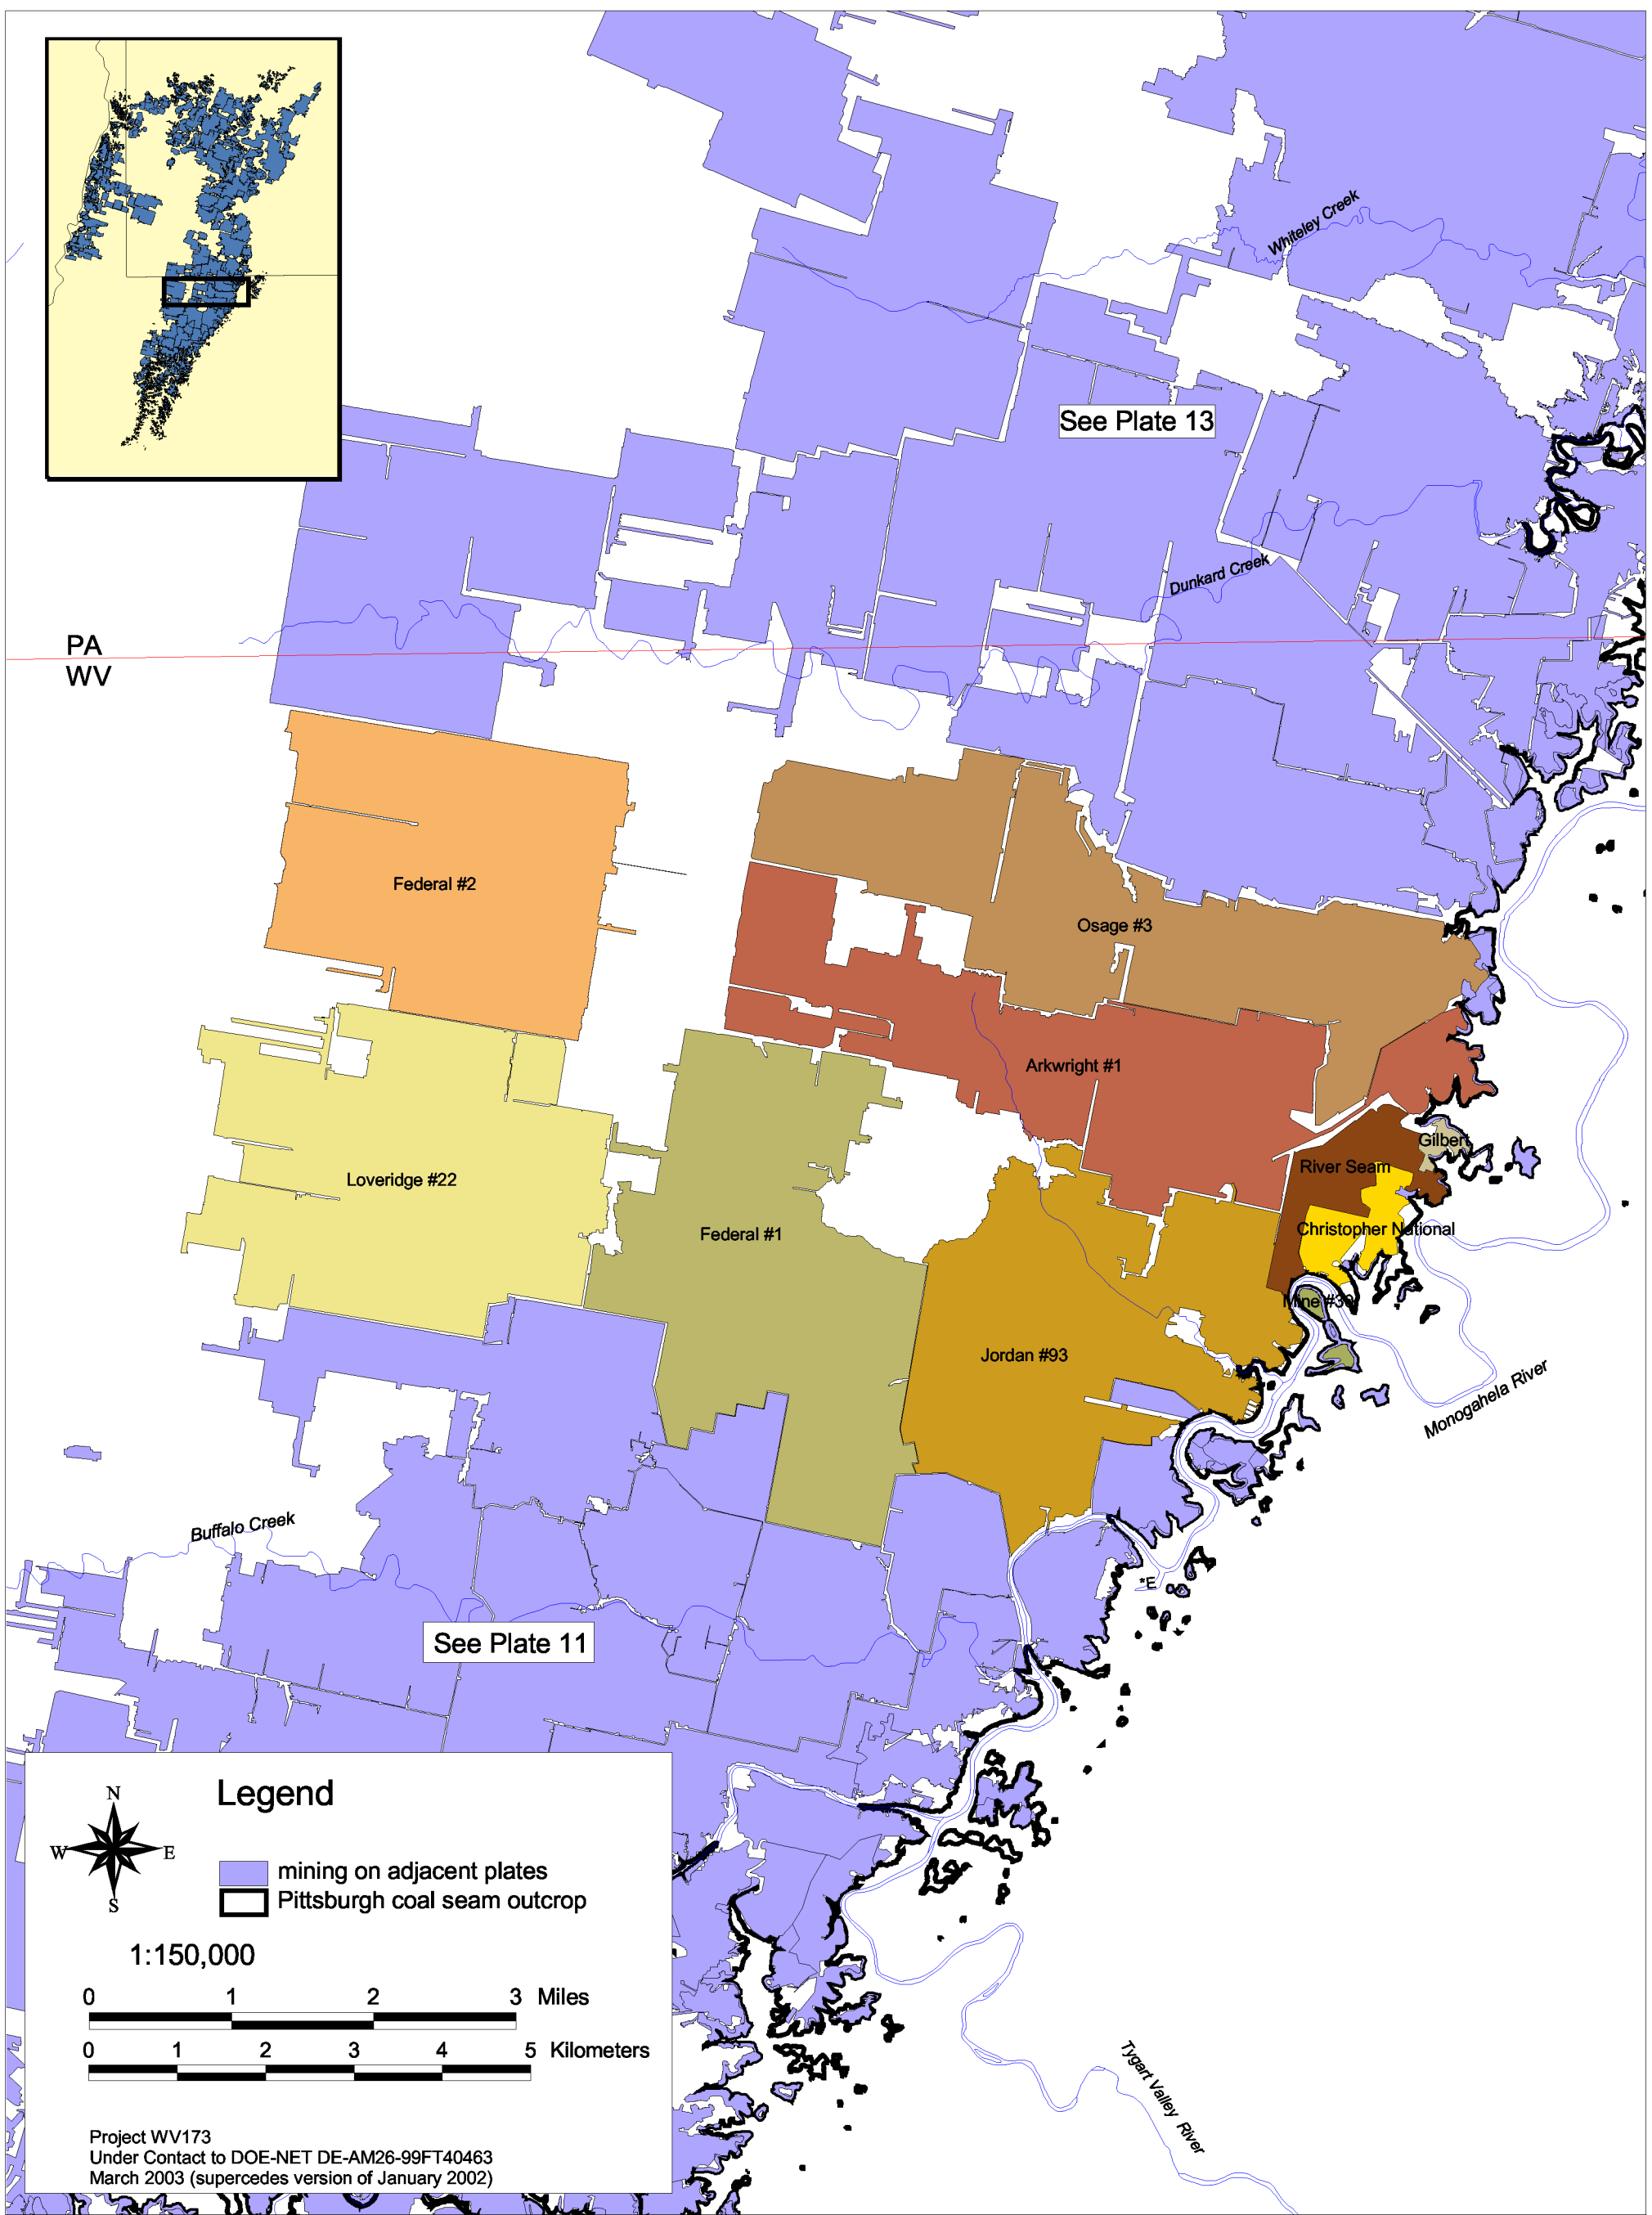 Whiteley Creek
See Plate 13
Dunkard Creek
PA
WV
Federal #2
Osage #3
Arkwright #1
Gilbert
River Seam
Loveridge #22
Christopher National
Federal #1
Jordan #93
Monogahela River
Buffalo Creek
*E
See Plate 11
Legend
N
W
E
S
mining on adjacent plates
Pittsburgh coal seam outcrop
1:150,000
0 1 2 3 Miles
0 1 2 3 4 5 Kilometers
Tygart Valley River
Project WV173
Under Contact to DOE-NET DE-AM26-99FT40463
March 2003 (supercedes version of January 2002)
Mine